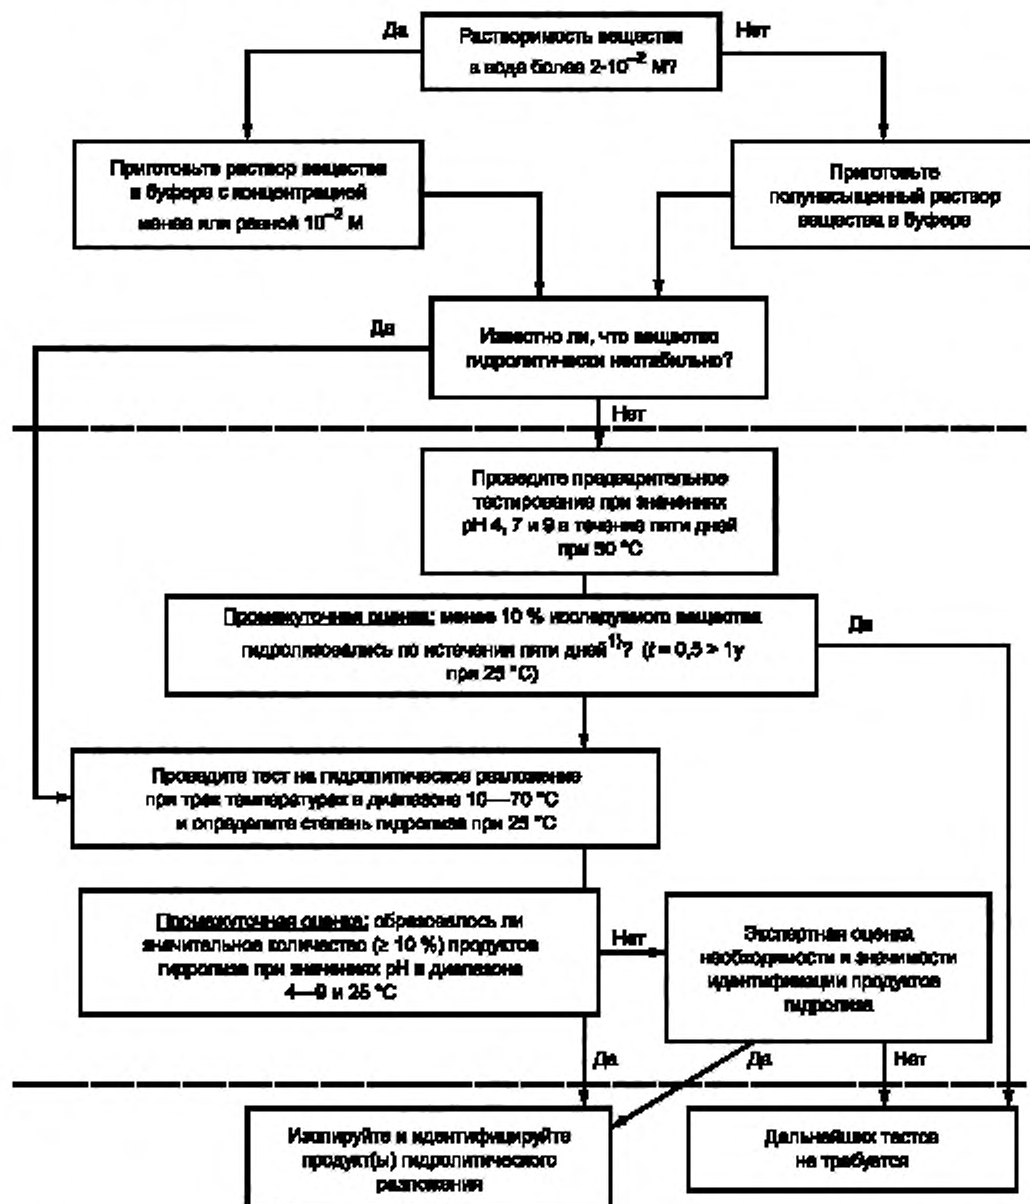 Да
Растворимость вещества
в воде более 2·10⁻² М?
Нет
Приготовьте раствор вещества
в буфере с концентрацией
менее или равной 10⁻² М
Приготовьте
полунасыщенный раствор
вещества в буфере
Да
Известно ли, что вещество
гидролитически нестабильно?
Нет
Проведите предварительное
тестирование при значениях
pH 4, 7 и 9 в течение пяти дней
при 50 °С
Промежуточная оценка: менее 10 % исследуемого вещества
гидролизовались по истечении пяти дней¹⁾? (t = 0,5 > 1y
при 25 °С)
Да
Проведите тест на гидролитическое разложение
при трех температурах в диапазоне 10—70 °С
и определите степень гидролиза при 25 °С
Промежуточная оценка: образовалось ли
значительное количество (≥ 10 %) продуктов
гидролиза при значениях pH в диапазоне
4—9 и 25 °С
Нет
Экспертная оценка
необходимости и значимости
идентификации продуктов
гидролиза
Да
Да
Нет
Изолируйте и идентифицируйте
продукт(ы) гидролитического
разложения
Дальнейших тестов
не требуется